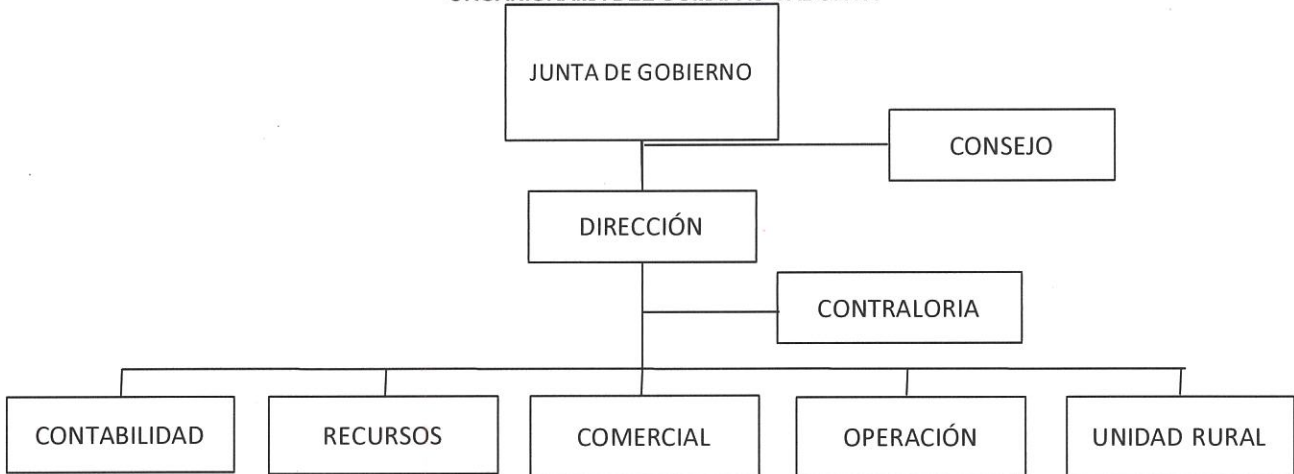 JUNTA DE GOBIERNO
CONSEJO
DIRECCIÓN
CONTRALORIA
CONTABILIDAD
RECURSOS
COMERCIAL
OPERACIÓN
UNIDAD RURAL